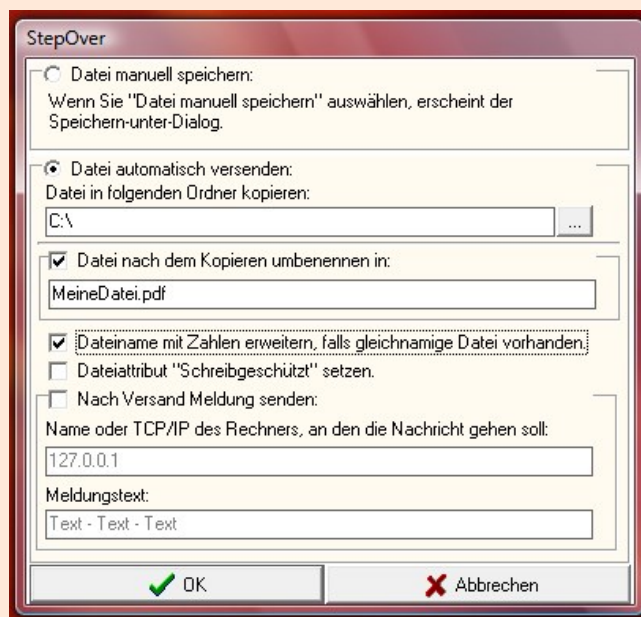 StepOver
Datei manuell speichern:
Wenn Sie "Datei manuell speichern" auswählen, erscheint der
Speichern-unter-Dialog.
Datei automatisch versenden:
Datei in folgenden Ordner kopieren:
C:\
...
Datei nach dem Kopieren umbenennen in:
MeineDatei.pdf
Dateiname mit Zahlen erweitern, falls gleichnamige Datei vorhanden.
Dateiattribut "Schreibgeschützt" setzen.
Nach Versand Meldung senden:
Name oder TCP/IP des Rechners, an den die Nachricht gehen soll:
127.0.0.1
Meldungstext:
Text - Text - Text
OK
Abbrechen